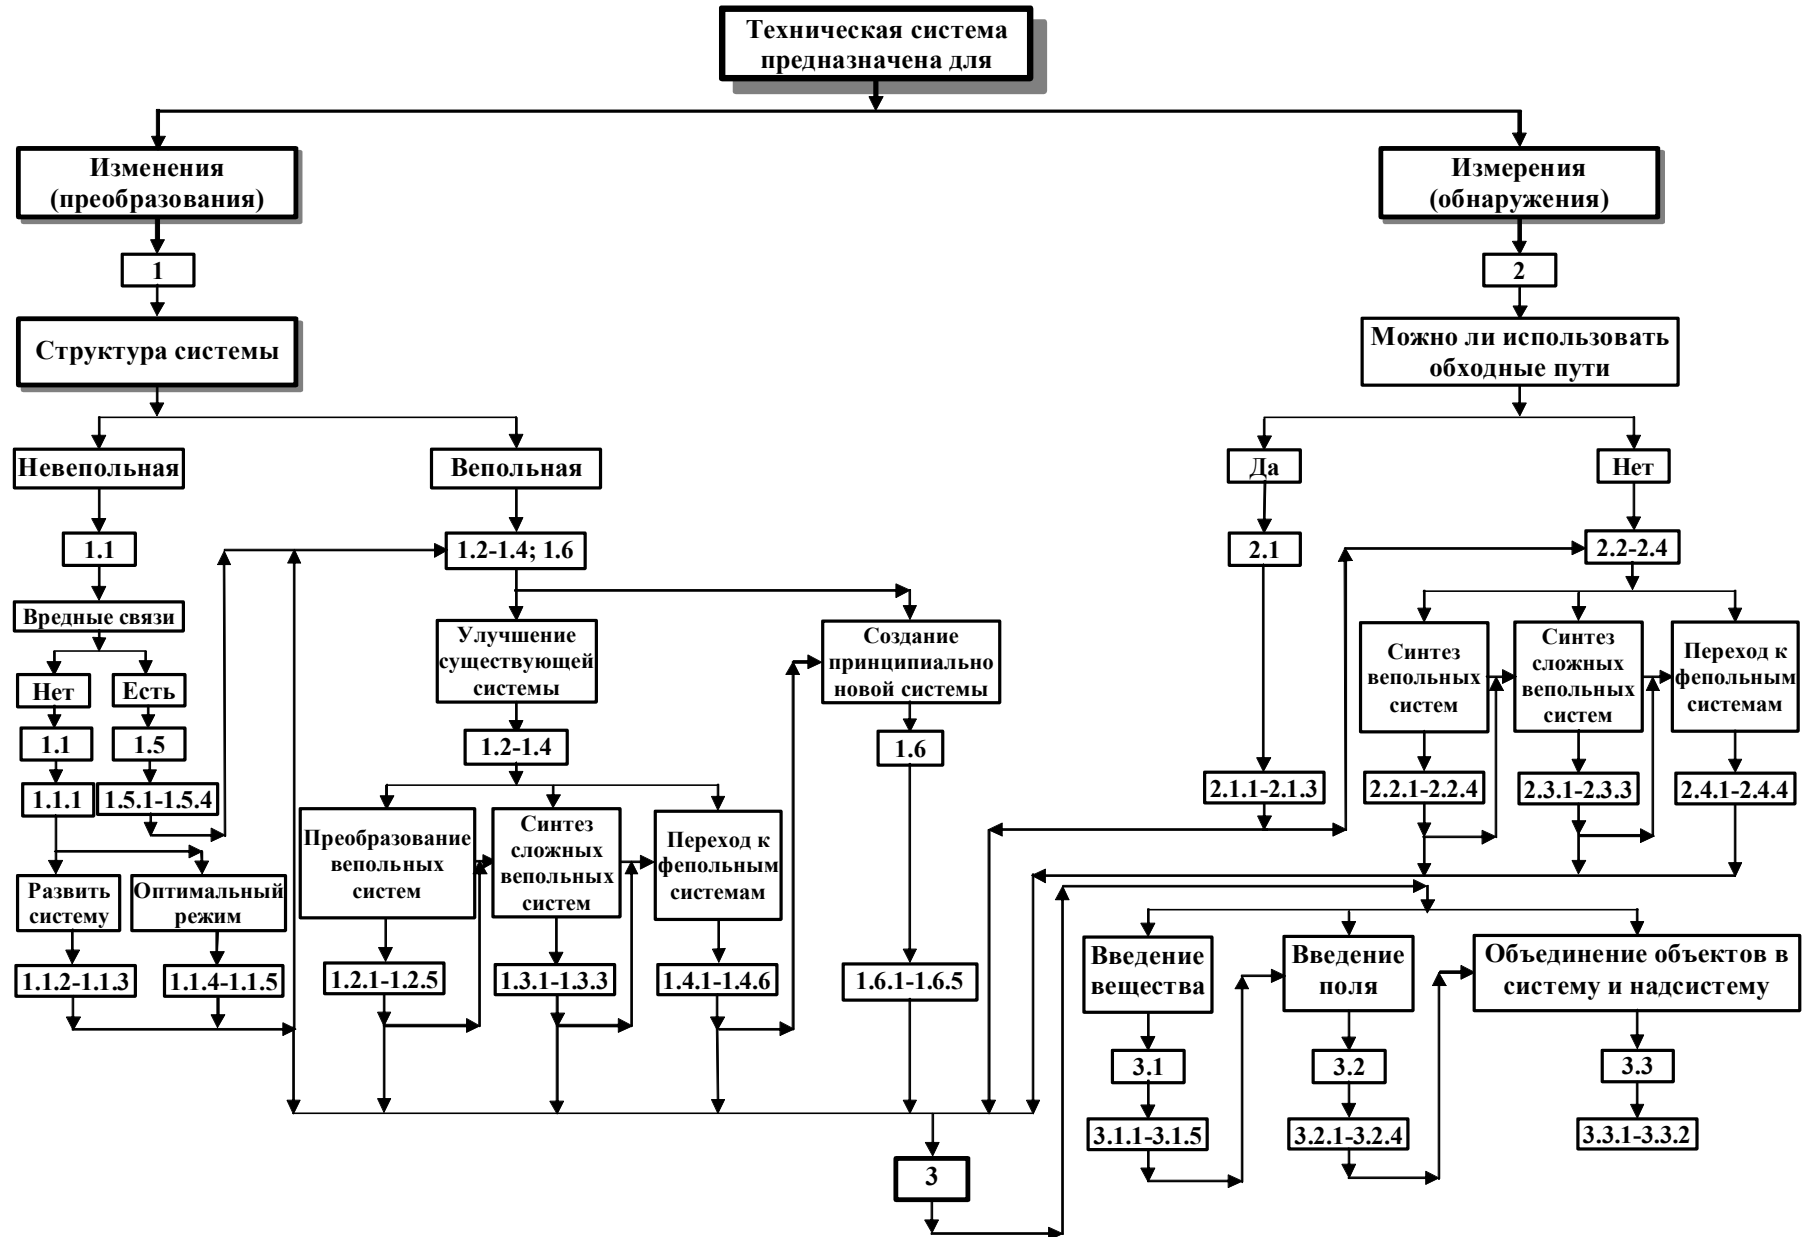 Техническая система
предназначена для
Изменения
(преобразования)
Измерения
(обнаружения)
1
2
Структура системы
Можно ли использовать
обходные пути
Невепольная
Вепольная
Да
Нет
1.1
1.2-1.4; 1.6
2.1
2.2-2.4
Вредные связи
Нет
Есть
1.1
1.5
1.1.1
1.5.1-1.5.4
Развить
систему
Оптимальный
режим
1.1.2-1.1.3
1.1.4-1.1.5
Улучшение
существующей
системы
Создание
принципиально
новой системы
1.2-1.4
1.6
Преобразование
вепольных
систем
Синтез
сложных
вепольных
систем
Переход к
фепольным
системам
1.2.1-1.2.5
1.3.1-1.3.3
1.4.1-1.4.6
1.6.1-1.6.5
Синтез
вепольных
систем
Синтез
сложных
вепольных
систем
Переход к
фепольным
системам
2.1.1-2.1.3
2.2.1-2.2.4
2.3.1-2.3.3
2.4.1-2.4.4
3
Введение
вещества
Введение
поля
Объединение объектов в
систему и надсистему
3.1
3.2
3.3
3.1.1-3.1.5
3.2.1-3.2.4
3.3.1-3.3.2